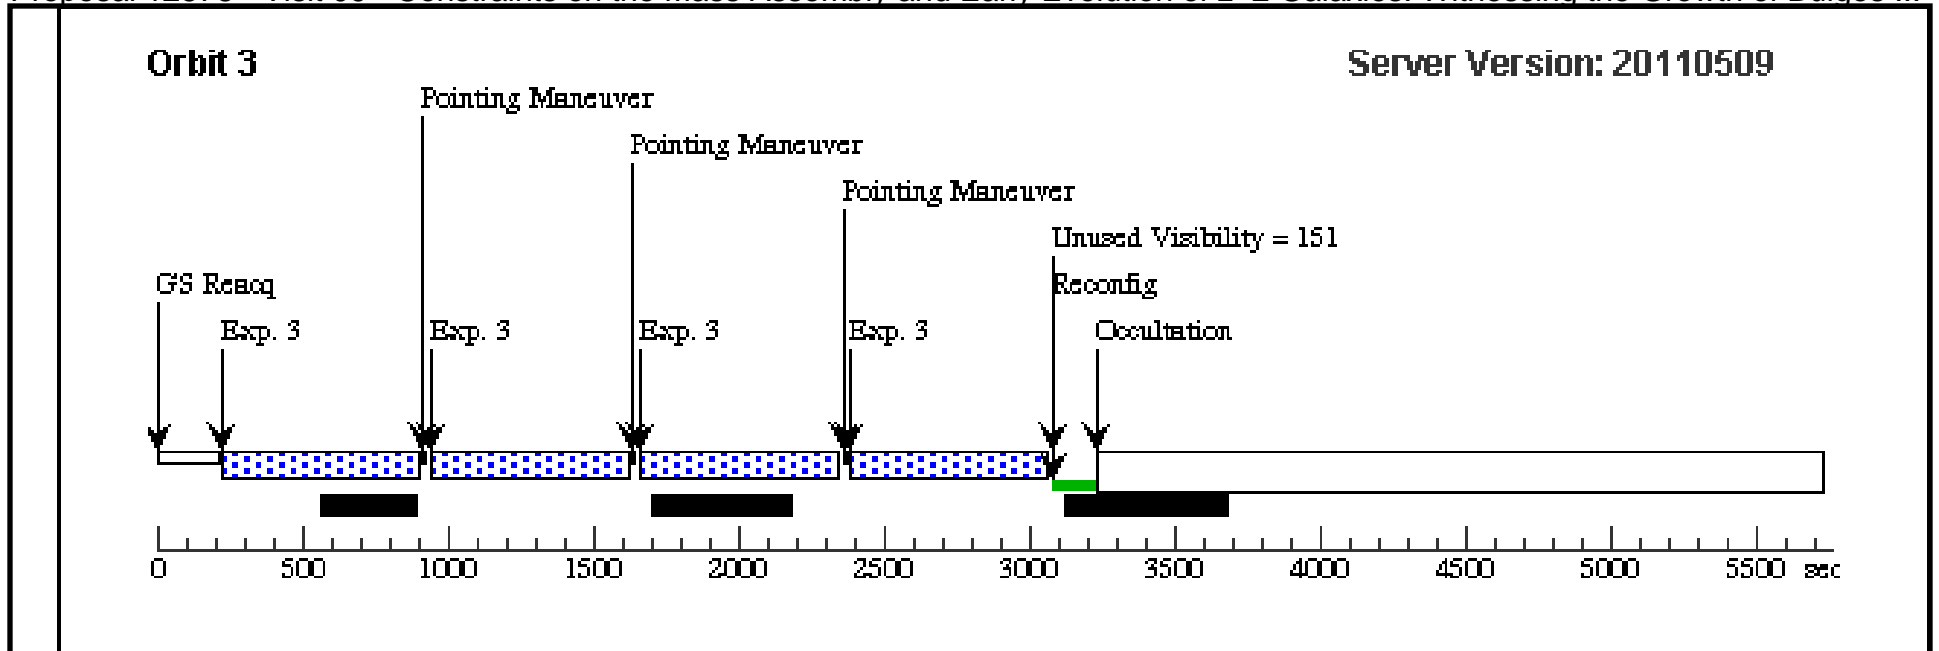 Orbit 3
Server Version: 20110509
Pointing Maneuver
Pointing Maneuver
Pointing Maneuver
Unused Visibility = 151
GS Reacq
Reconfig
Exp. 3
Exp. 3
Exp. 3
Exp. 3
Occultation
0 500 1000 1500 2000 2500 3000 3500 4000 4500 5000 5500 sec